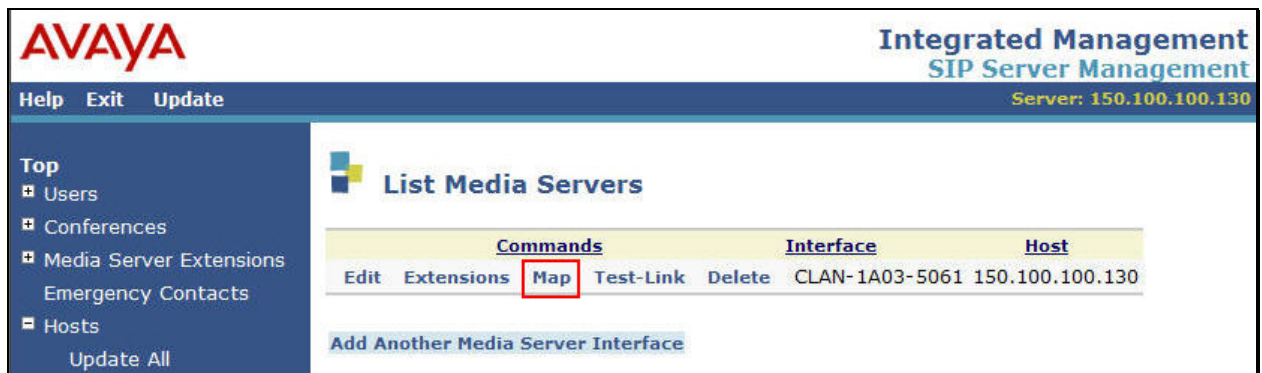 AVAYA
Integrated Management
SIP Server Management
Help Exit Update
Server: 150.100.100.130
Top
Users
Conferences
Media Server Extensions
Emergency Contacts
Hosts
Update All
List Media Servers
Commands Interface Host
Edit Extensions Map Test-Link Delete CLAN-1A03-5061 150.100.100.130
Add Another Media Server Interface